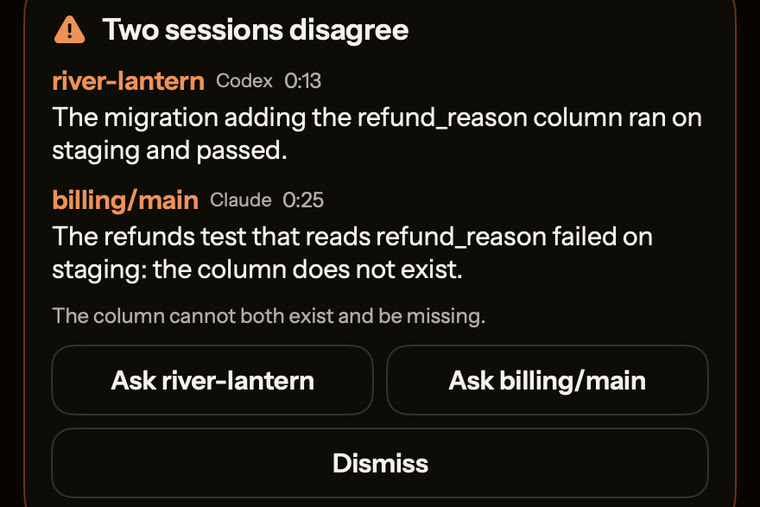 Two sessions disagree
river-lantern Codex 0:13
The migration adding the refund_reason column ran on
staging and passed.
billing/main Claude 0:25
The refunds test that reads refund_reason failed on
staging: the column does not exist.
The column cannot both exist and be missing.
Ask river-lantern
Ask billing/main
Dismiss